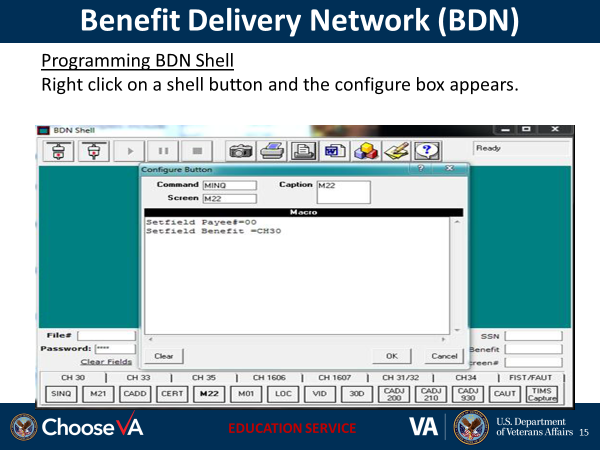 Benefit Delivery Network (BDN)
Programming BDN Shell
Right click on a shell button and the configure box appears.
BDN Shell
Ready
Configure Button
Command MINQ Caption M22
Screen M22
Macro
Setfield Payee#=00
Setfield Benefit =CH30
File# SSN
Password: **** Benefit
Clear Fields creen#
Clear OK Cancel
CH 30 | CH 33 | CH 35 | CH 1606 | CH 1607 | CH 31/32 | CH34 | FIST/FAUT
SINQ M21 CADD CERT M22 M01 LOC VID 30D CADJ 200 CADJ 210 CADJ 930 CAUT TIMS Capture
ChooseVA
EDUCATION SERVICE
VA
U.S. Department
of Veterans Affairs
15